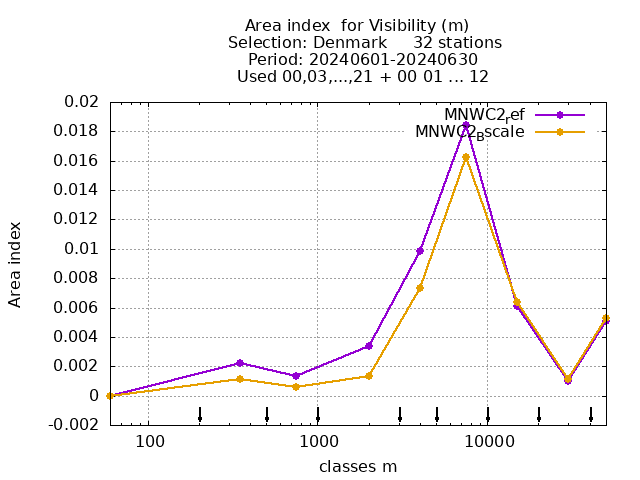 Area index  for Visibility (m)
Selection: Denmark     32 stations
Period: 20240601-20240630
Used 00,03,...,21 + 00 01 ... 12
0.02
0.018
0.016
0.014
0.012
0.01
0.008
0.006
0.004
0.002
0
-0.002
Area index
MNWC2ref
MNWC2Bscale
100
1000
10000
classes m